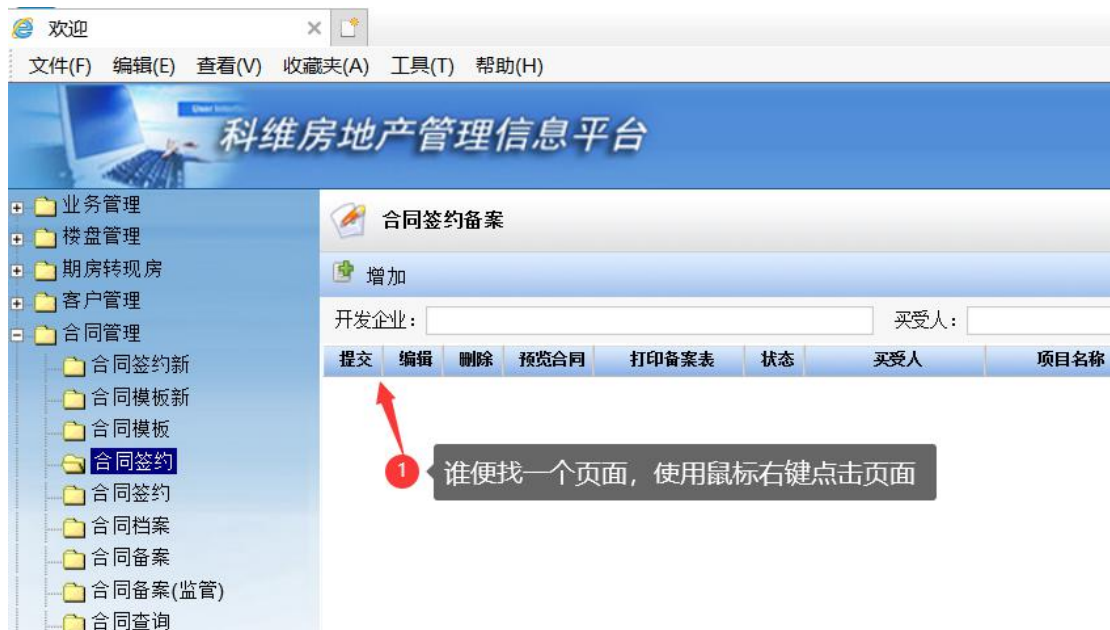 欢迎
文件(F) 编辑(E) 查看(V) 收藏夹(A) 工具(T) 帮助(H)
科维房地产管理信息平台
业务管理
楼盘管理
期房转现房
客户管理
合同管理
合同签约新
合同模板新
合同模板
合同签约
合同签约
合同档案
合同备案
合同备案(监管)
合同查询
合同签约备案
增加
开发企业： 买受人：
提交 编辑 删除 预览合同 打印备案表 状态 买受人 项目名称
1 谁便找一个页面，使用鼠标右键点击页面